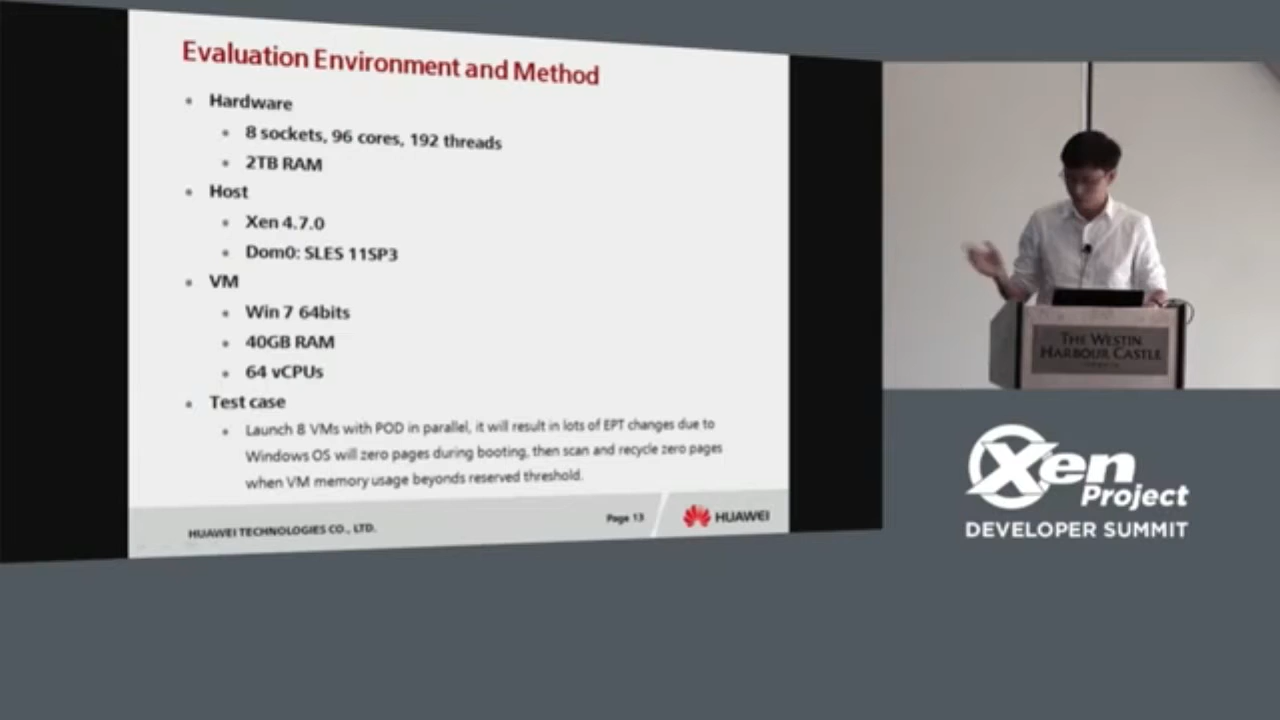 Evaluation Environment and Method
Hardware
8 sockets, 96 cores, 192 threads
2TB RAM
Host
Xen 4.7.0
Dom0: SLES 11SP3
VM
Win 7 64bits
40GB RAM
64 vCPUs
Test case
Launch 8 VMs with POD in parallel, it will result in lots of EPT changes due to
Windows OS will zero pages during booting, then scan and recycle zero pages
when VM memory usage beyonds reserved threshold.
HUAWEI TECHNOLOGIES CO., LTD.
Page 13
HUAWEI
THE WESTIN
HARBOUR CASTLE
Xen
Project
DEVELOPER SUMMIT